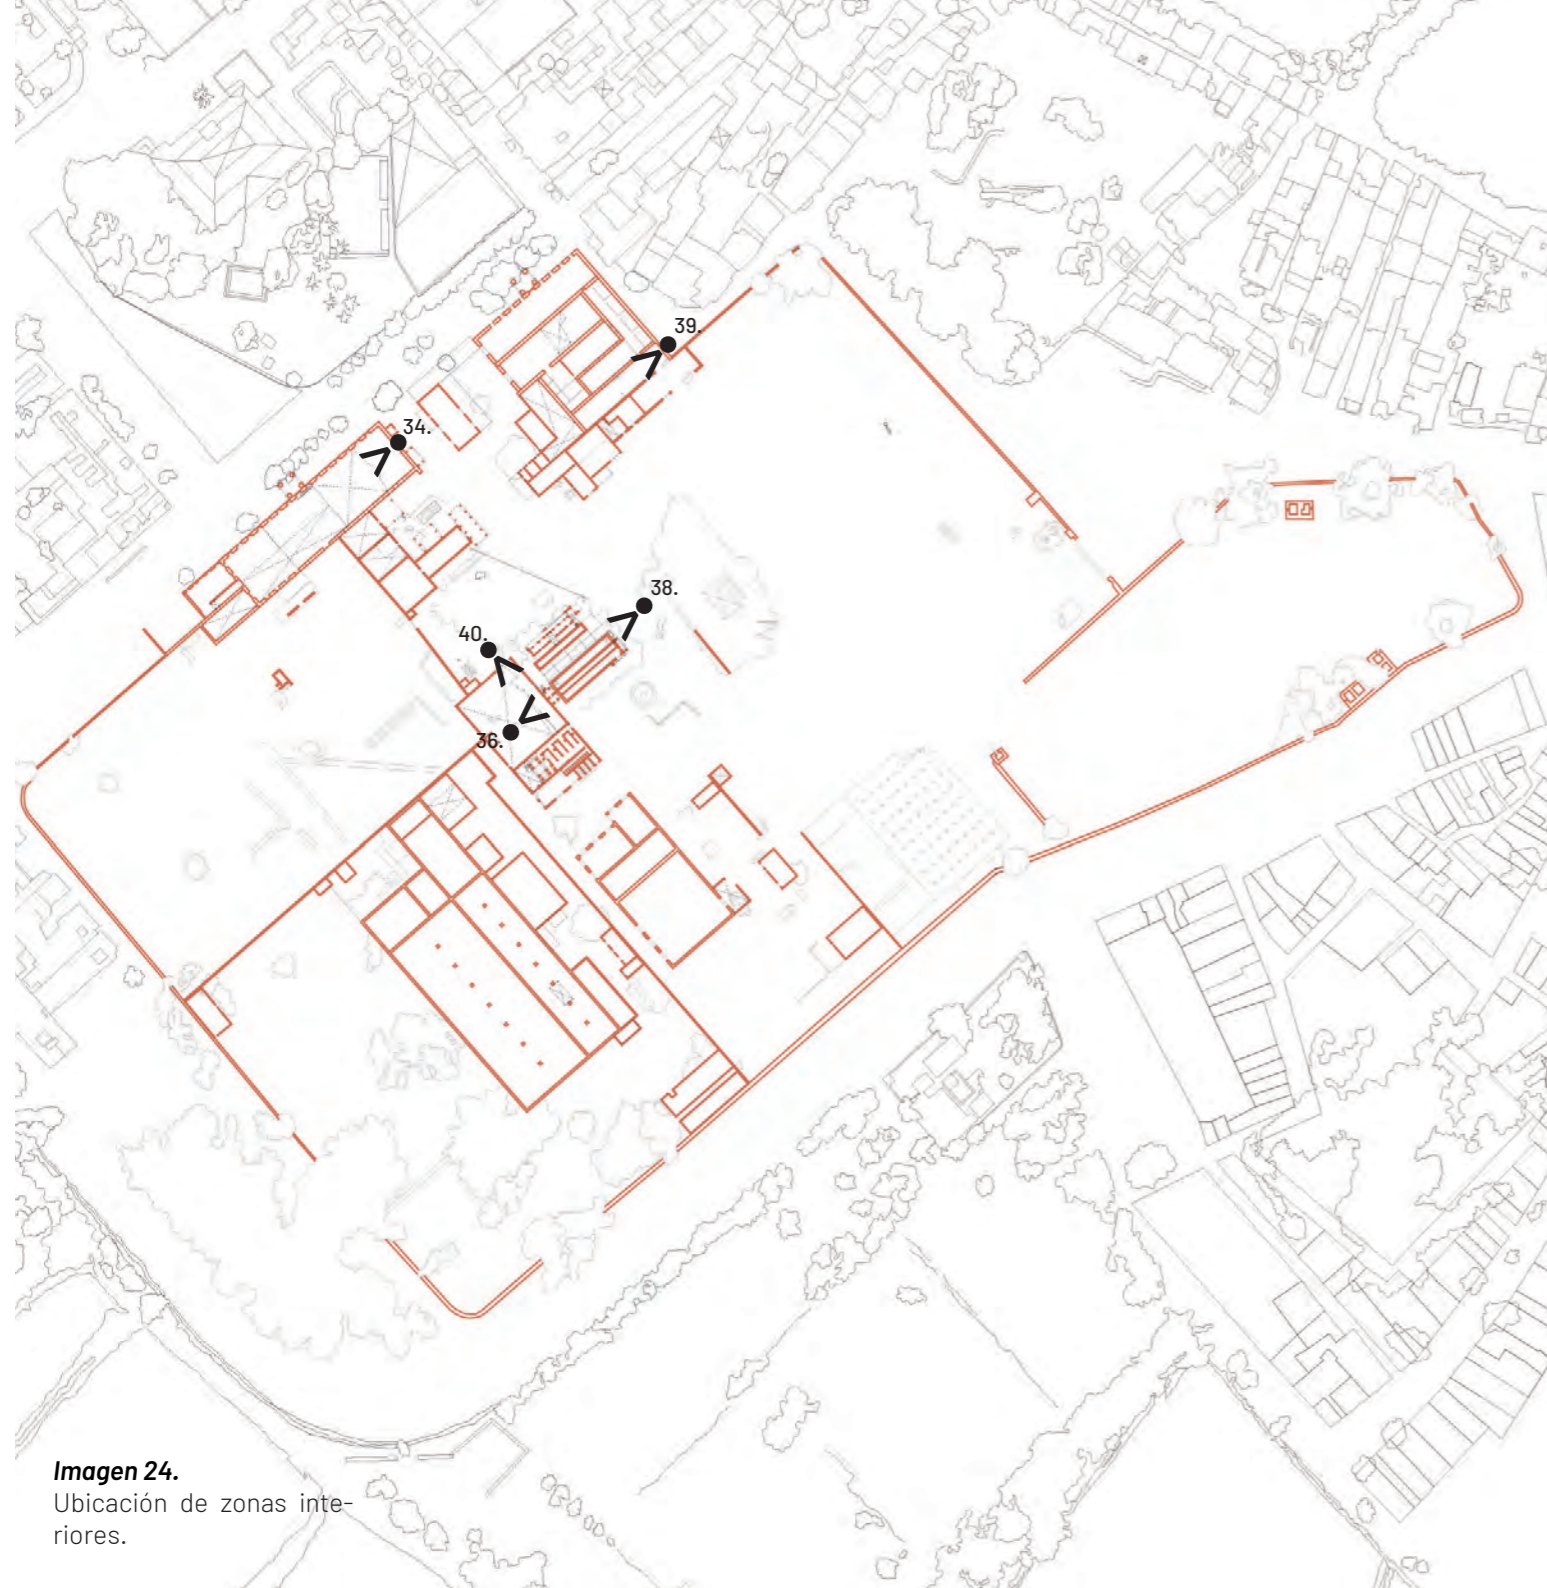 39.
34.
38.
40.
36.
Imagen 24.
Ubicación de zonas inte-
riores.